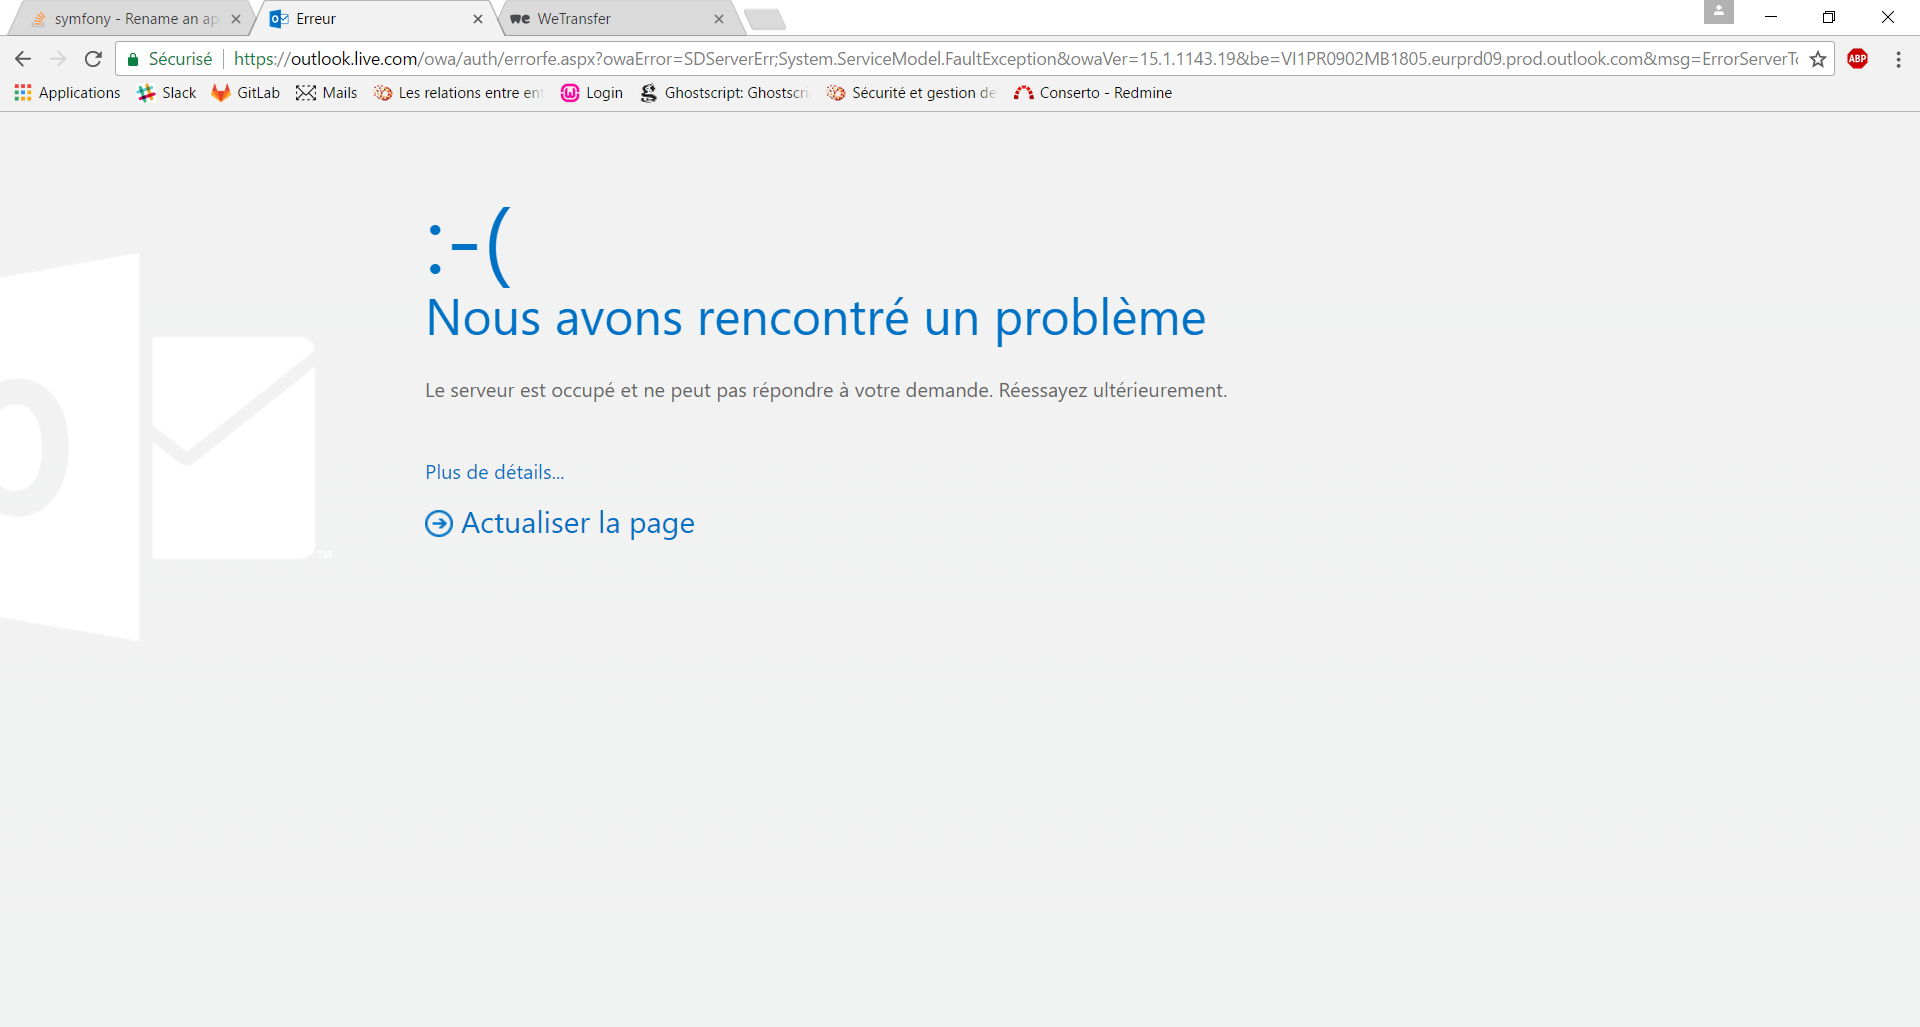 symfony - Rename an ap
Erreur
WeTransfer
Sécurisé
https://outlook.live.com/owa/auth/errorfe.aspx?owaError=SDServerErr;System.ServiceModel.FaultException&owaVer=15.1.1143.19&be=VI1PR0902MB1805.eurprd09.prod.outlook.com&msg=ErrorServerTo
ABP
Applications
Slack
GitLab
Mails
Les relations entre ent
Login
Ghostscript: Ghostscri
Sécurité et gestion de
Conserto - Redmine
:-(
Nous avons rencontré un problème
Le serveur est occupé et ne peut pas répondre à votre demande. Réessayez ultérieurement.
Plus de détails...
Actualiser la page
TM